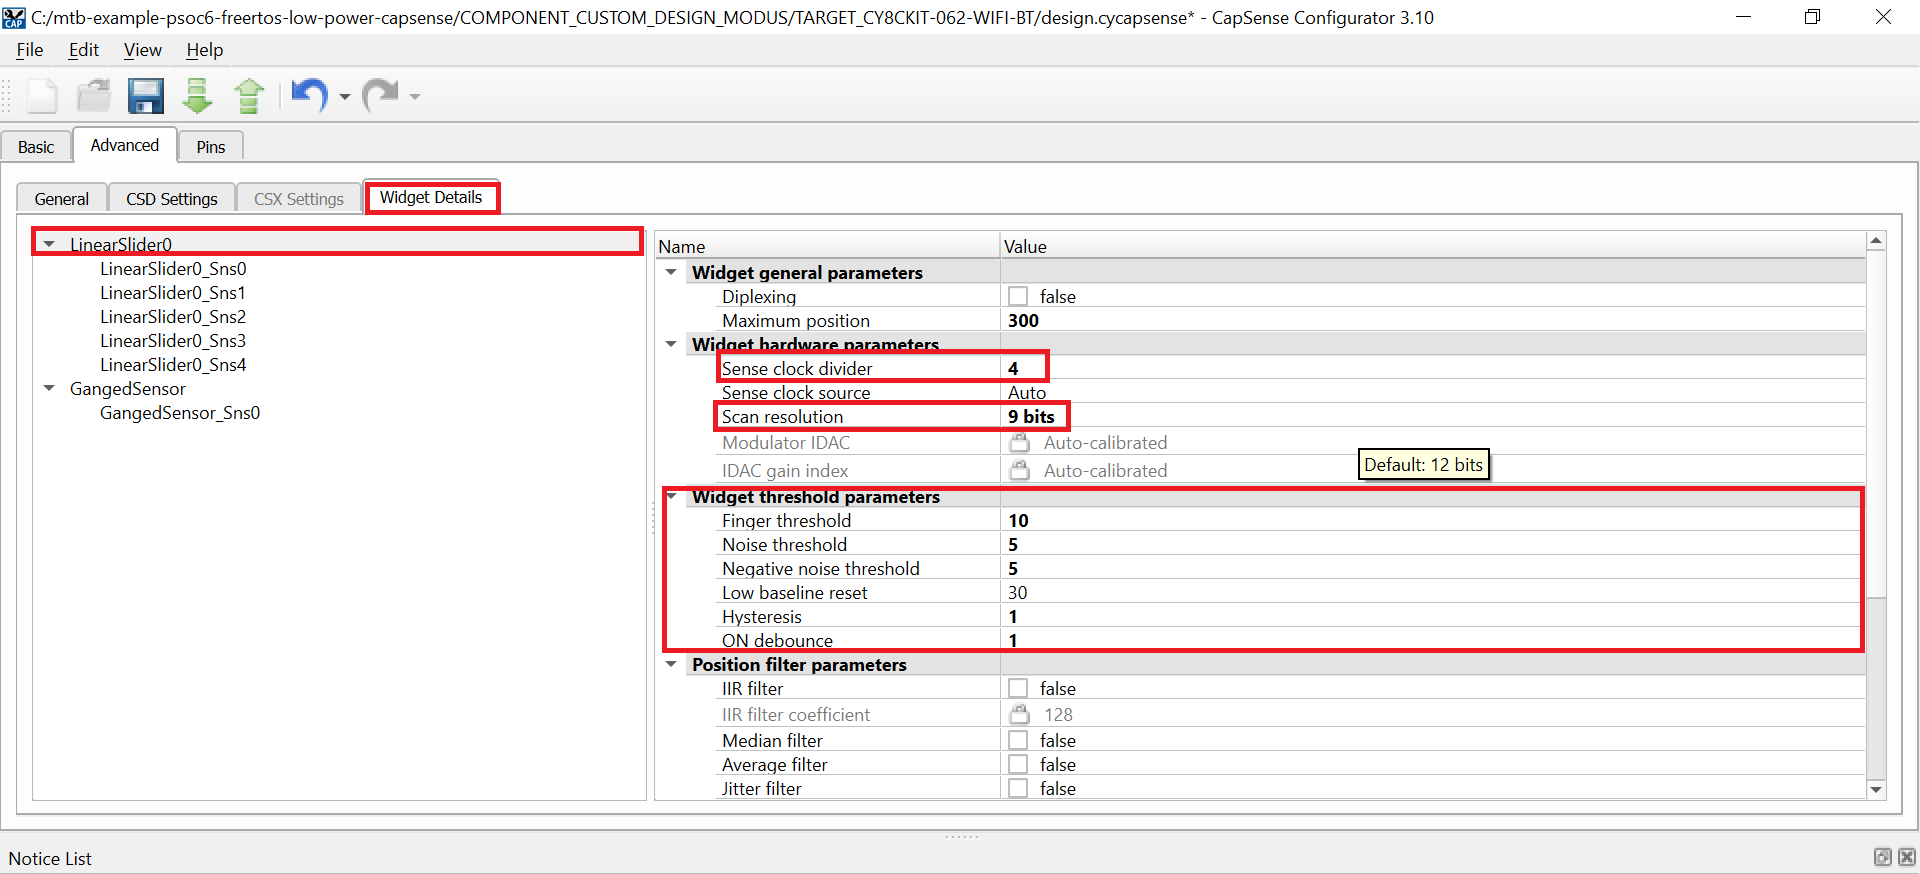 C:/mtb-example-psoc6-freertos-low-power-capsense/COMPONENT_CUSTOM_DESIGN_MODUS/TARGET_CY8CKIT-062-WIFI-BT/design.cycapsense* - CapSense Configurator 3.10
CAP
File Edit View Help
Basic Advanced Pins
General CSD Settings CSX Settings Widget Details
LinearSlider0
LinearSlider0_Sns0
LinearSlider0_Sns1
LinearSlider0_Sns2
LinearSlider0_Sns3
LinearSlider0_Sns4
GangedSensor
GangedSensor_Sns0
Name Value
Widget general parameters
Diplexing false
Maximum position 300
Widget hardware parameters
Sense clock divider 4
Sense clock source Auto
Scan resolution 9 bits
Modulator IDAC Auto-calibrated
Default: 12 bits
IDAC gain index Auto-calibrated
Widget threshold parameters
Finger threshold 10
Noise threshold 5
Negative noise threshold 5
Low baseline reset 30
Hysteresis 1
ON debounce 1
Position filter parameters
IIR filter false
IIR filter coefficient 128
Median filter false
Average filter false
Jitter filter false
Notice List